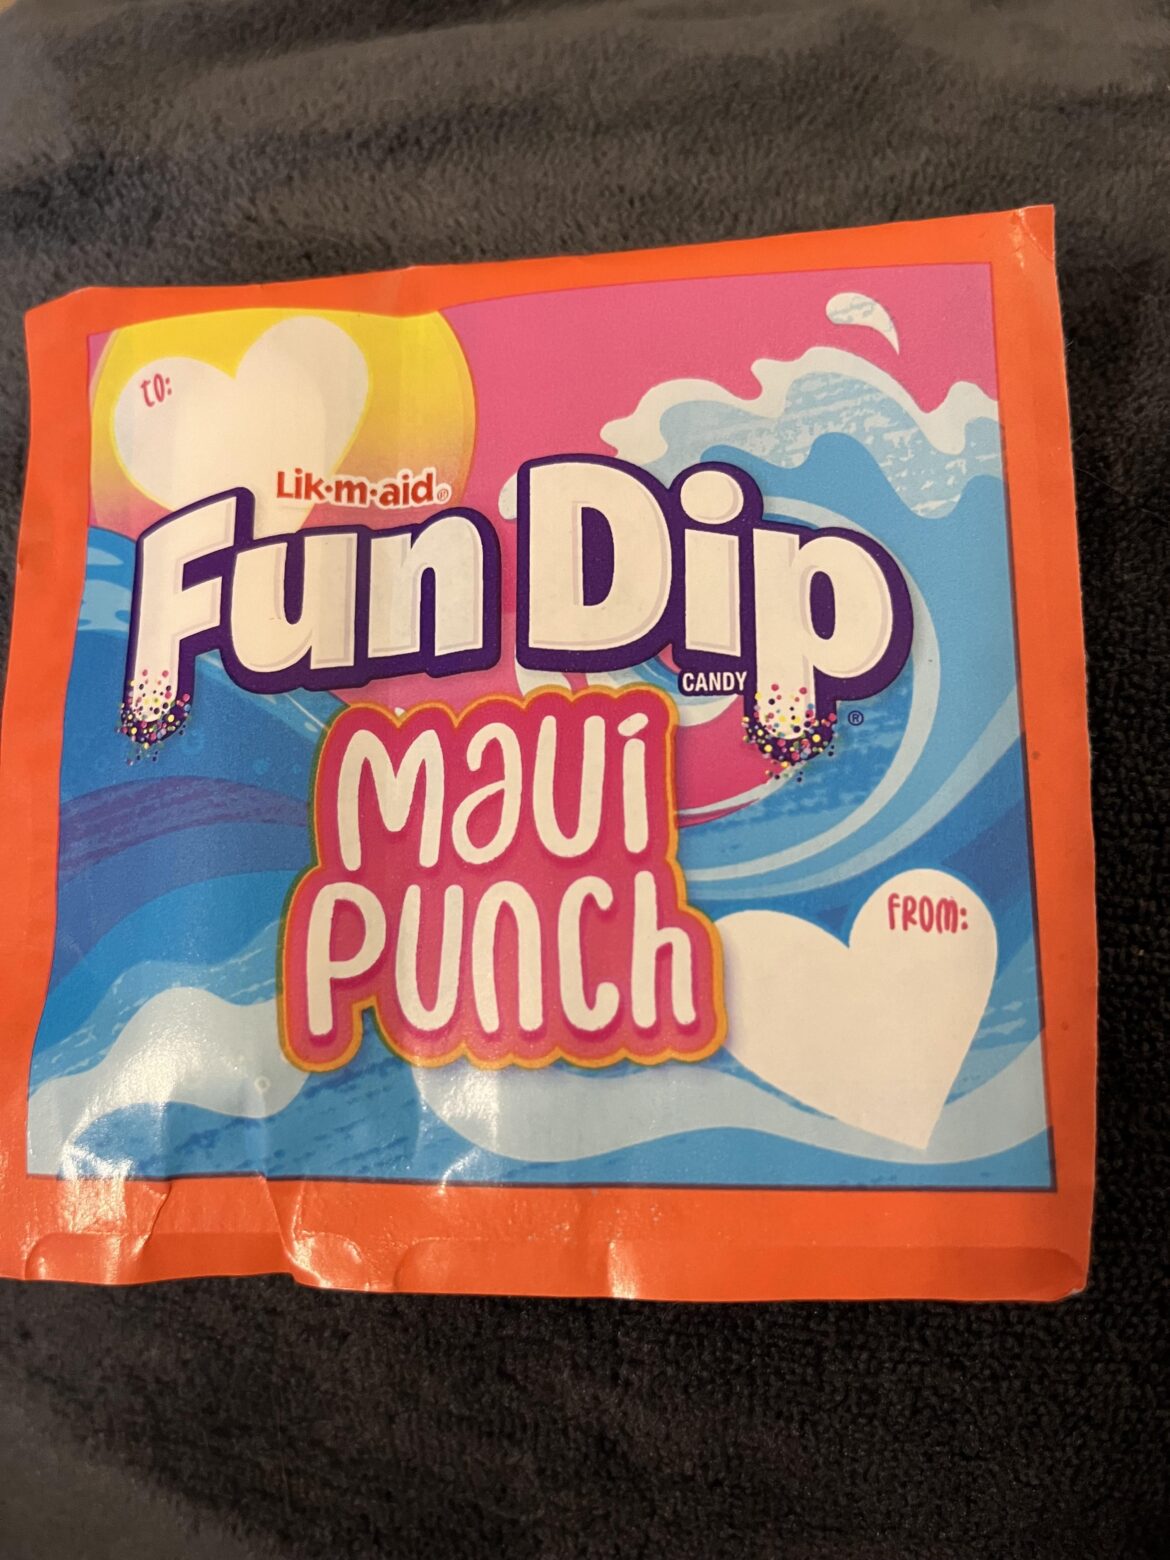 TO:
Lik•m•aid®
Fun Dip
CANDY
®
Maui
Punch
FROM: